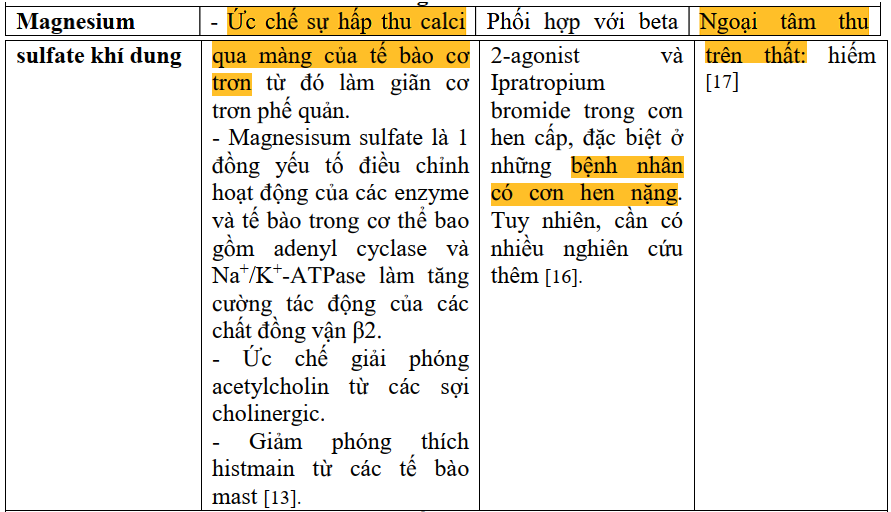 Magnesium
sulfate khí dung
- Ức chế sự hấp thu calci
qua màng của tế bào cơ
trơn từ đó làm giãn cơ
trơn phế quản.
- Magnesisum sulfate là 1
đồng yếu tố điều chỉnh
hoạt động của các enzyme
và tế bào trong cơ thể bao
gồm adenyl cyclase và
Na⁺/K⁺-ATPase làm tăng
cường tác động của các
chất đồng vận β2.
- Ức chế giải phóng
acetylcholin từ các sợi
cholinergic.
- Giảm phóng thích
histmain từ các tế bào
mast [13].
Phối hợp với beta
2-agonist và
Ipratropium
bromide trong cơn
hen cấp, đặc biệt ở
những bệnh nhân
có cơn hen nặng.
Tuy nhiên, cần có
nhiều nghiên cứu
thêm [16].
Ngoại tâm thu
trên thất: hiếm
[17]